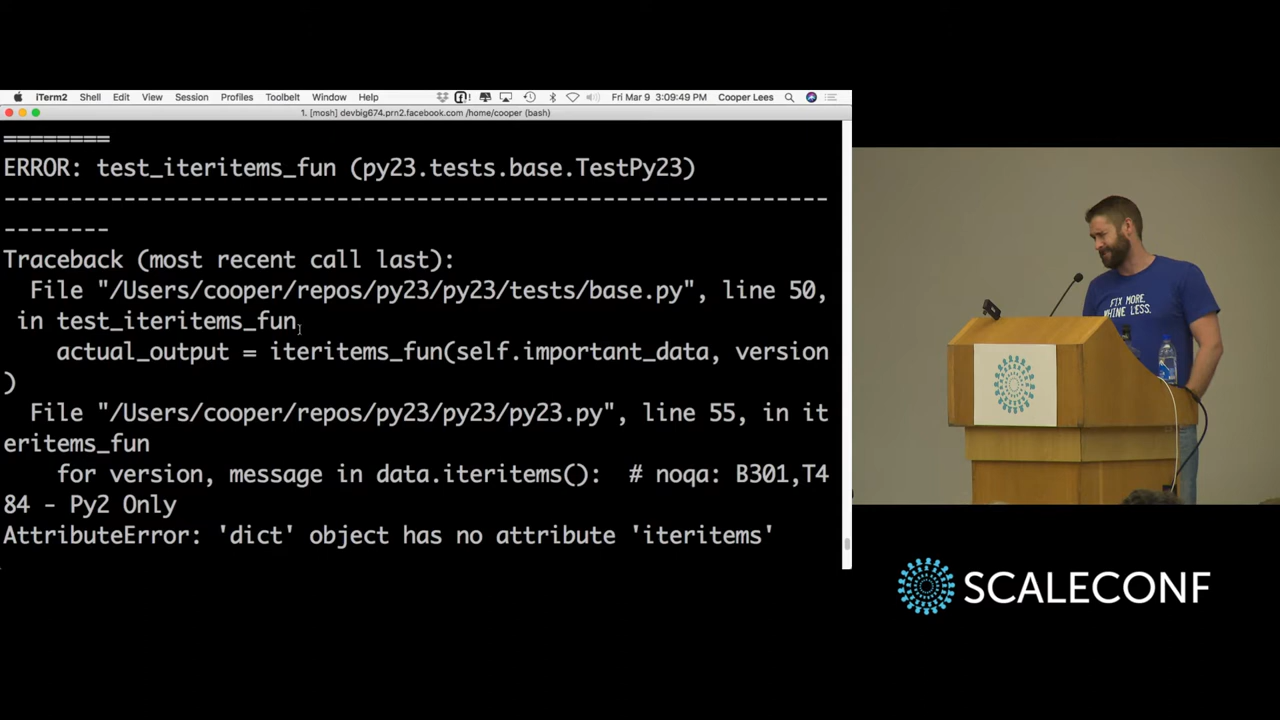 iTerm2 Shell Edit View Session Profiles Toolbelt Window Help Fri Mar 9 3:09:49 PM Cooper Lees
1. [mosh] devbig674.prn2.facebook.com /home/cooper (bash)
========
ERROR: test_iteritems_fun (py23.tests.base.TestPy23)
--------------------------------------------------------------
--------
Traceback (most recent call last):
File "/Users/cooper/repos/py23/py23/tests/base.py", line 50,
in test_iteritems_fun
actual_output = iteritems_fun(self.important_data, version
)
File "/Users/cooper/repos/py23/py23/py23.py", line 55, in it
eritems_fun
for version, message in data.iteritems():  # noqa: B301,T4
84 - Py2 Only
AttributeError: 'dict' object has no attribute 'iteritems'
FIX MORE.
WHINE LESS.
SCALECONF